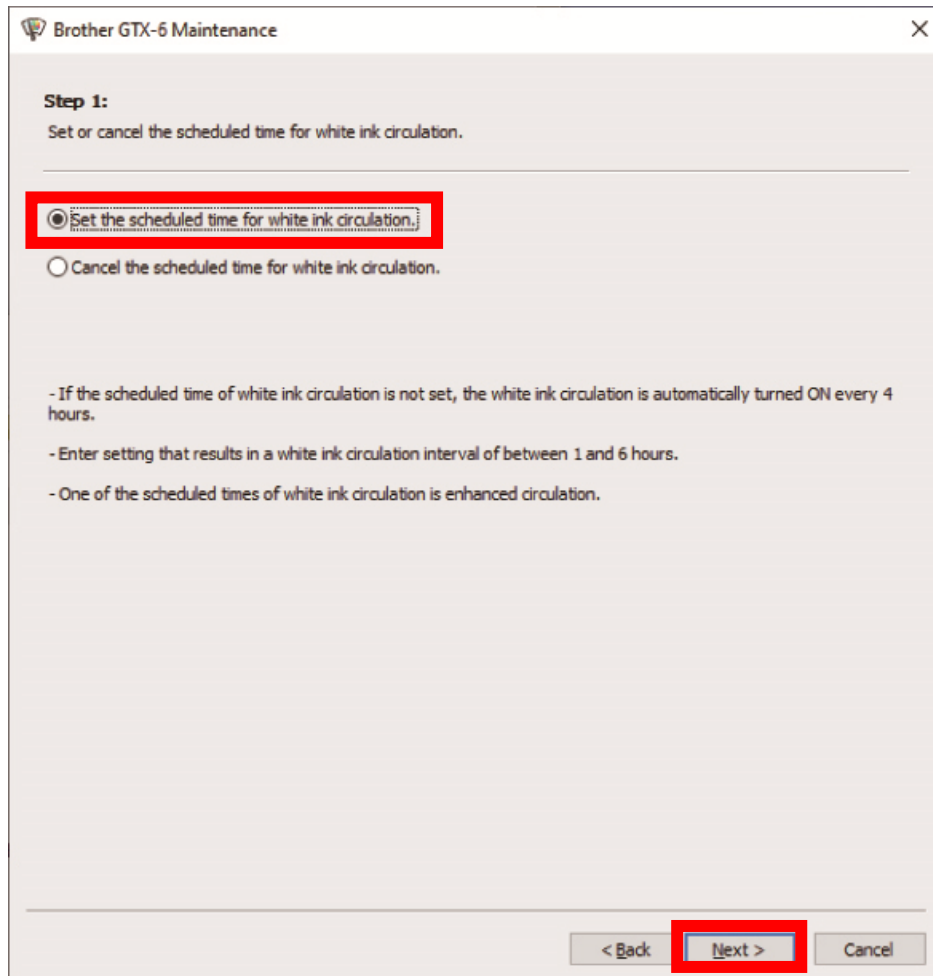 Brother GTX-6 Maintenance
Step 1:
Set or cancel the scheduled time for white ink circulation.
Set the scheduled time for white ink circulation.
Cancel the scheduled time for white ink circulation.
- If the scheduled time of white ink circulation is not set, the white ink circulation is automatically turned ON every 4
hours.
- Enter setting that results in a white ink circulation interval of between 1 and 6 hours.
- One of the scheduled times of white ink circulation is enhanced circulation.
< Back
Next >
Cancel